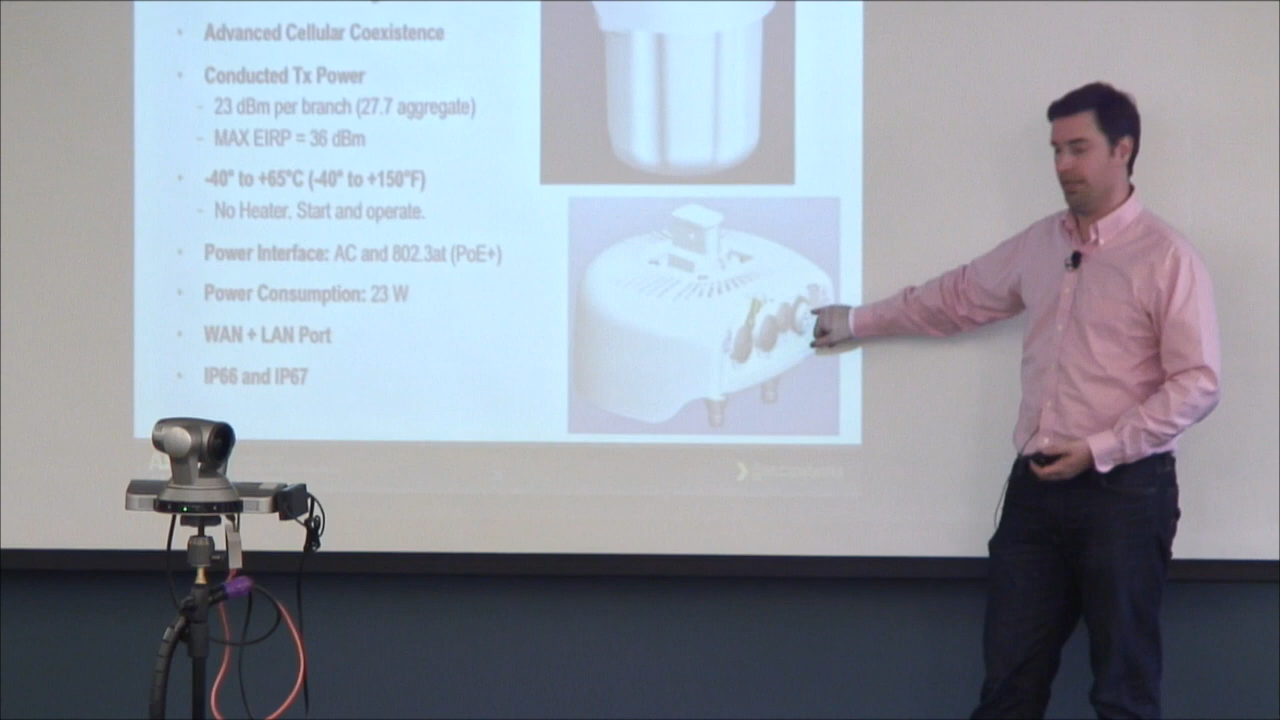 • Advanced Cellular Coexistence
• Conducted Tx Power
- 23 dBm per branch (27.7 aggregate)
- MAX EIRP = 36 dBm
• -40° to +65°C (-40° to +150°F)
- No Heater. Start and operate.
• Power Interface: AC and 802.3at (PoE+)
• Power Consumption: 23 W
• WAN + LAN Port
• IP66 and IP67